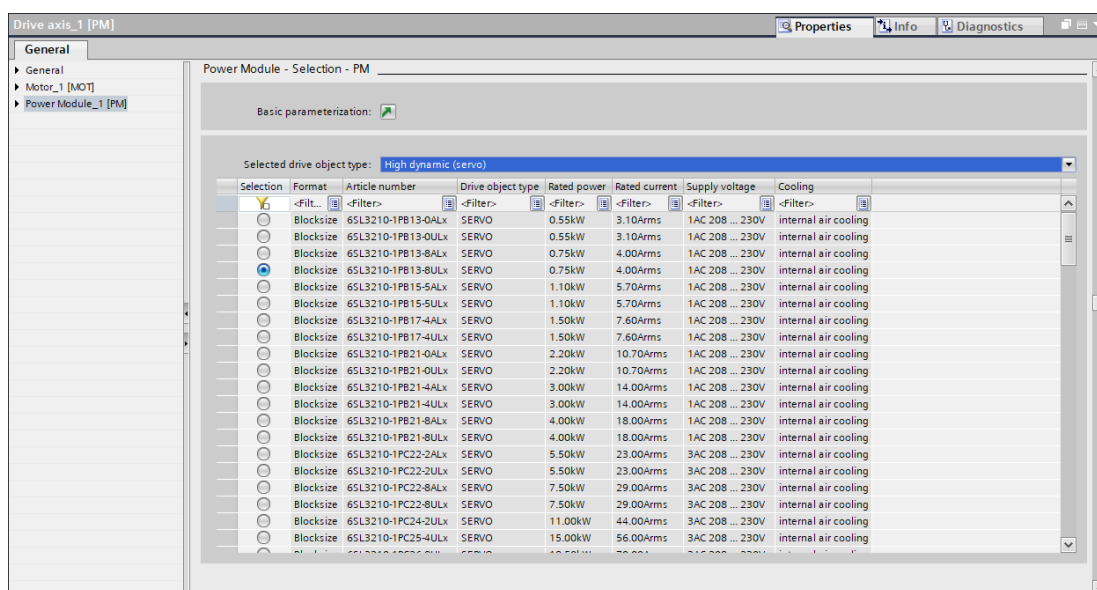 Drive axis_1 [PM]
Properties
Info
Diagnostics
General
General
Motor_1 [MOT]
Power Module_1 [PM]
Power Module - Selection - PM
Basic parameterization:
Selected drive object type: High dynamic (servo)
Selection Format Article number Drive object type Rated power Rated current Supply voltage Cooling
<Filt... <Filter> <Filter> <Filter> <Filter> <Filter> <Filter>
Blocksize 6SL3210-1PB13-0ALx SERVO 0.55kW 3.10Arms 1AC 208 ... 230V internal air cooling
Blocksize 6SL3210-1PB13-0ULx SERVO 0.55kW 3.10Arms 1AC 208 ... 230V internal air cooling
Blocksize 6SL3210-1PB13-8ALx SERVO 0.75kW 4.00Arms 1AC 208 ... 230V internal air cooling
Blocksize 6SL3210-1PB13-8ULx SERVO 0.75kW 4.00Arms 1AC 208 ... 230V internal air cooling
Blocksize 6SL3210-1PB15-5ALx SERVO 1.10kW 5.70Arms 1AC 208 ... 230V internal air cooling
Blocksize 6SL3210-1PB15-5ULx SERVO 1.10kW 5.70Arms 1AC 208 ... 230V internal air cooling
Blocksize 6SL3210-1PB17-4ALx SERVO 1.50kW 7.60Arms 1AC 208 ... 230V internal air cooling
Blocksize 6SL3210-1PB17-4ULx SERVO 1.50kW 7.60Arms 1AC 208 ... 230V internal air cooling
Blocksize 6SL3210-1PB21-0ALx SERVO 2.20kW 10.70Arms 1AC 208 ... 230V internal air cooling
Blocksize 6SL3210-1PB21-0ULx SERVO 2.20kW 10.70Arms 1AC 208 ... 230V internal air cooling
Blocksize 6SL3210-1PB21-4ALx SERVO 3.00kW 14.00Arms 1AC 208 ... 230V internal air cooling
Blocksize 6SL3210-1PB21-4ULx SERVO 3.00kW 14.00Arms 1AC 208 ... 230V internal air cooling
Blocksize 6SL3210-1PB21-8ALx SERVO 4.00kW 18.00Arms 1AC 208 ... 230V internal air cooling
Blocksize 6SL3210-1PB21-8ULx SERVO 4.00kW 18.00Arms 1AC 208 ... 230V internal air cooling
Blocksize 6SL3210-1PC22-2ALx SERVO 5.50kW 23.00Arms 3AC 208 ... 230V internal air cooling
Blocksize 6SL3210-1PC22-2ULx SERVO 5.50kW 23.00Arms 3AC 208 ... 230V internal air cooling
Blocksize 6SL3210-1PC22-8ALx SERVO 7.50kW 29.00Arms 3AC 208 ... 230V internal air cooling
Blocksize 6SL3210-1PC22-8ULx SERVO 7.50kW 29.00Arms 3AC 208 ... 230V internal air cooling
Blocksize 6SL3210-1PC24-2ULx SERVO 11.00kW 44.00Arms 3AC 208 ... 230V internal air cooling
Blocksize 6SL3210-1PC25-4ULx SERVO 15.00kW 56.00Arms 3AC 208 ... 230V internal air cooling